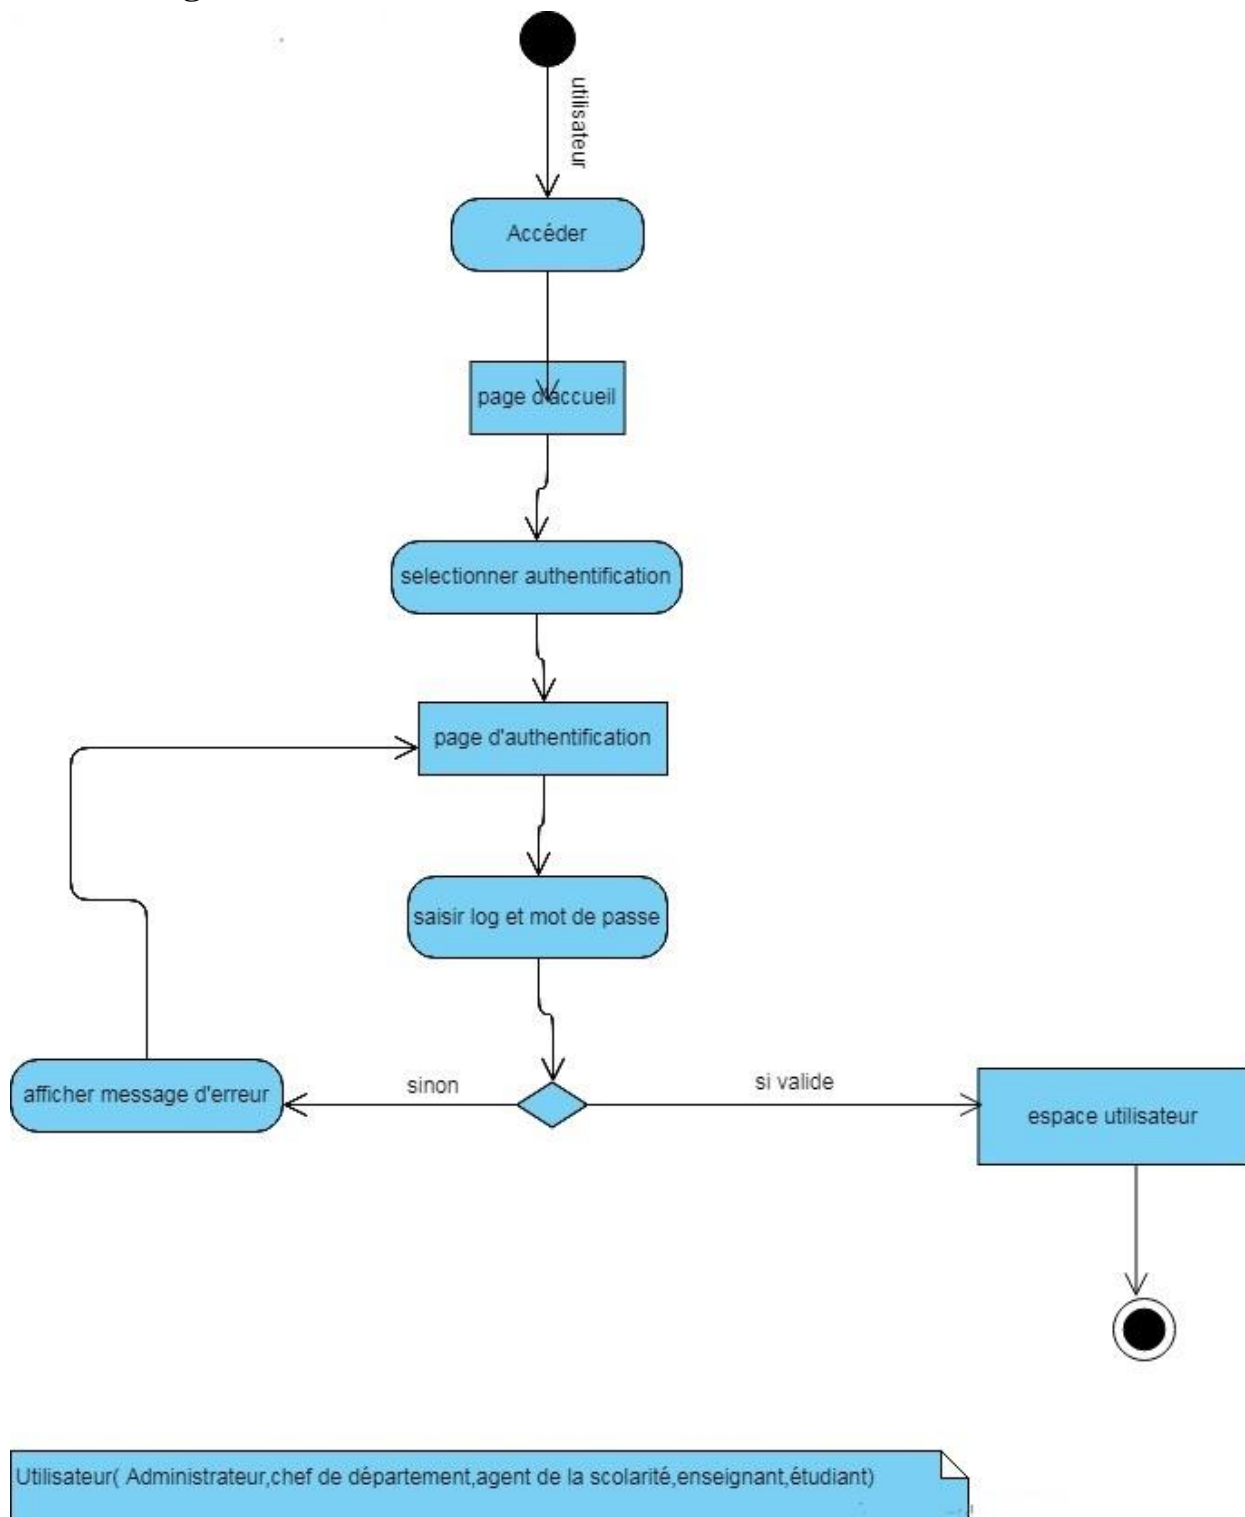 utilisateur
Accéder
page d'accueil
selectionner authentification
page d'authentification
saisir log et mot de passe
sinon
si valide
afficher message d'erreur
espace utilisateur
Utilisateur( Administrateur,chef de département,agent de la scolarité,enseignant,étudiant)